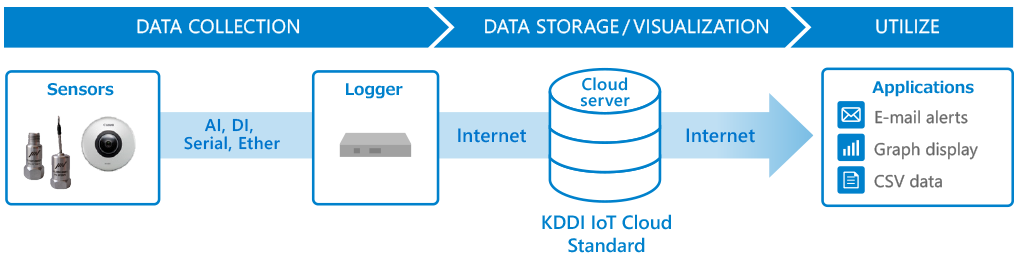 DATA COLLECTION
DATA STORAGE/VISUALIZATION
UTILIZE
Sensors
AI, DI,
Serial, Ether
Logger
Internet
Cloud
server
KDDI IoT Cloud
Standard
Internet
Applications
E-mail alerts
Graph display
CSV data